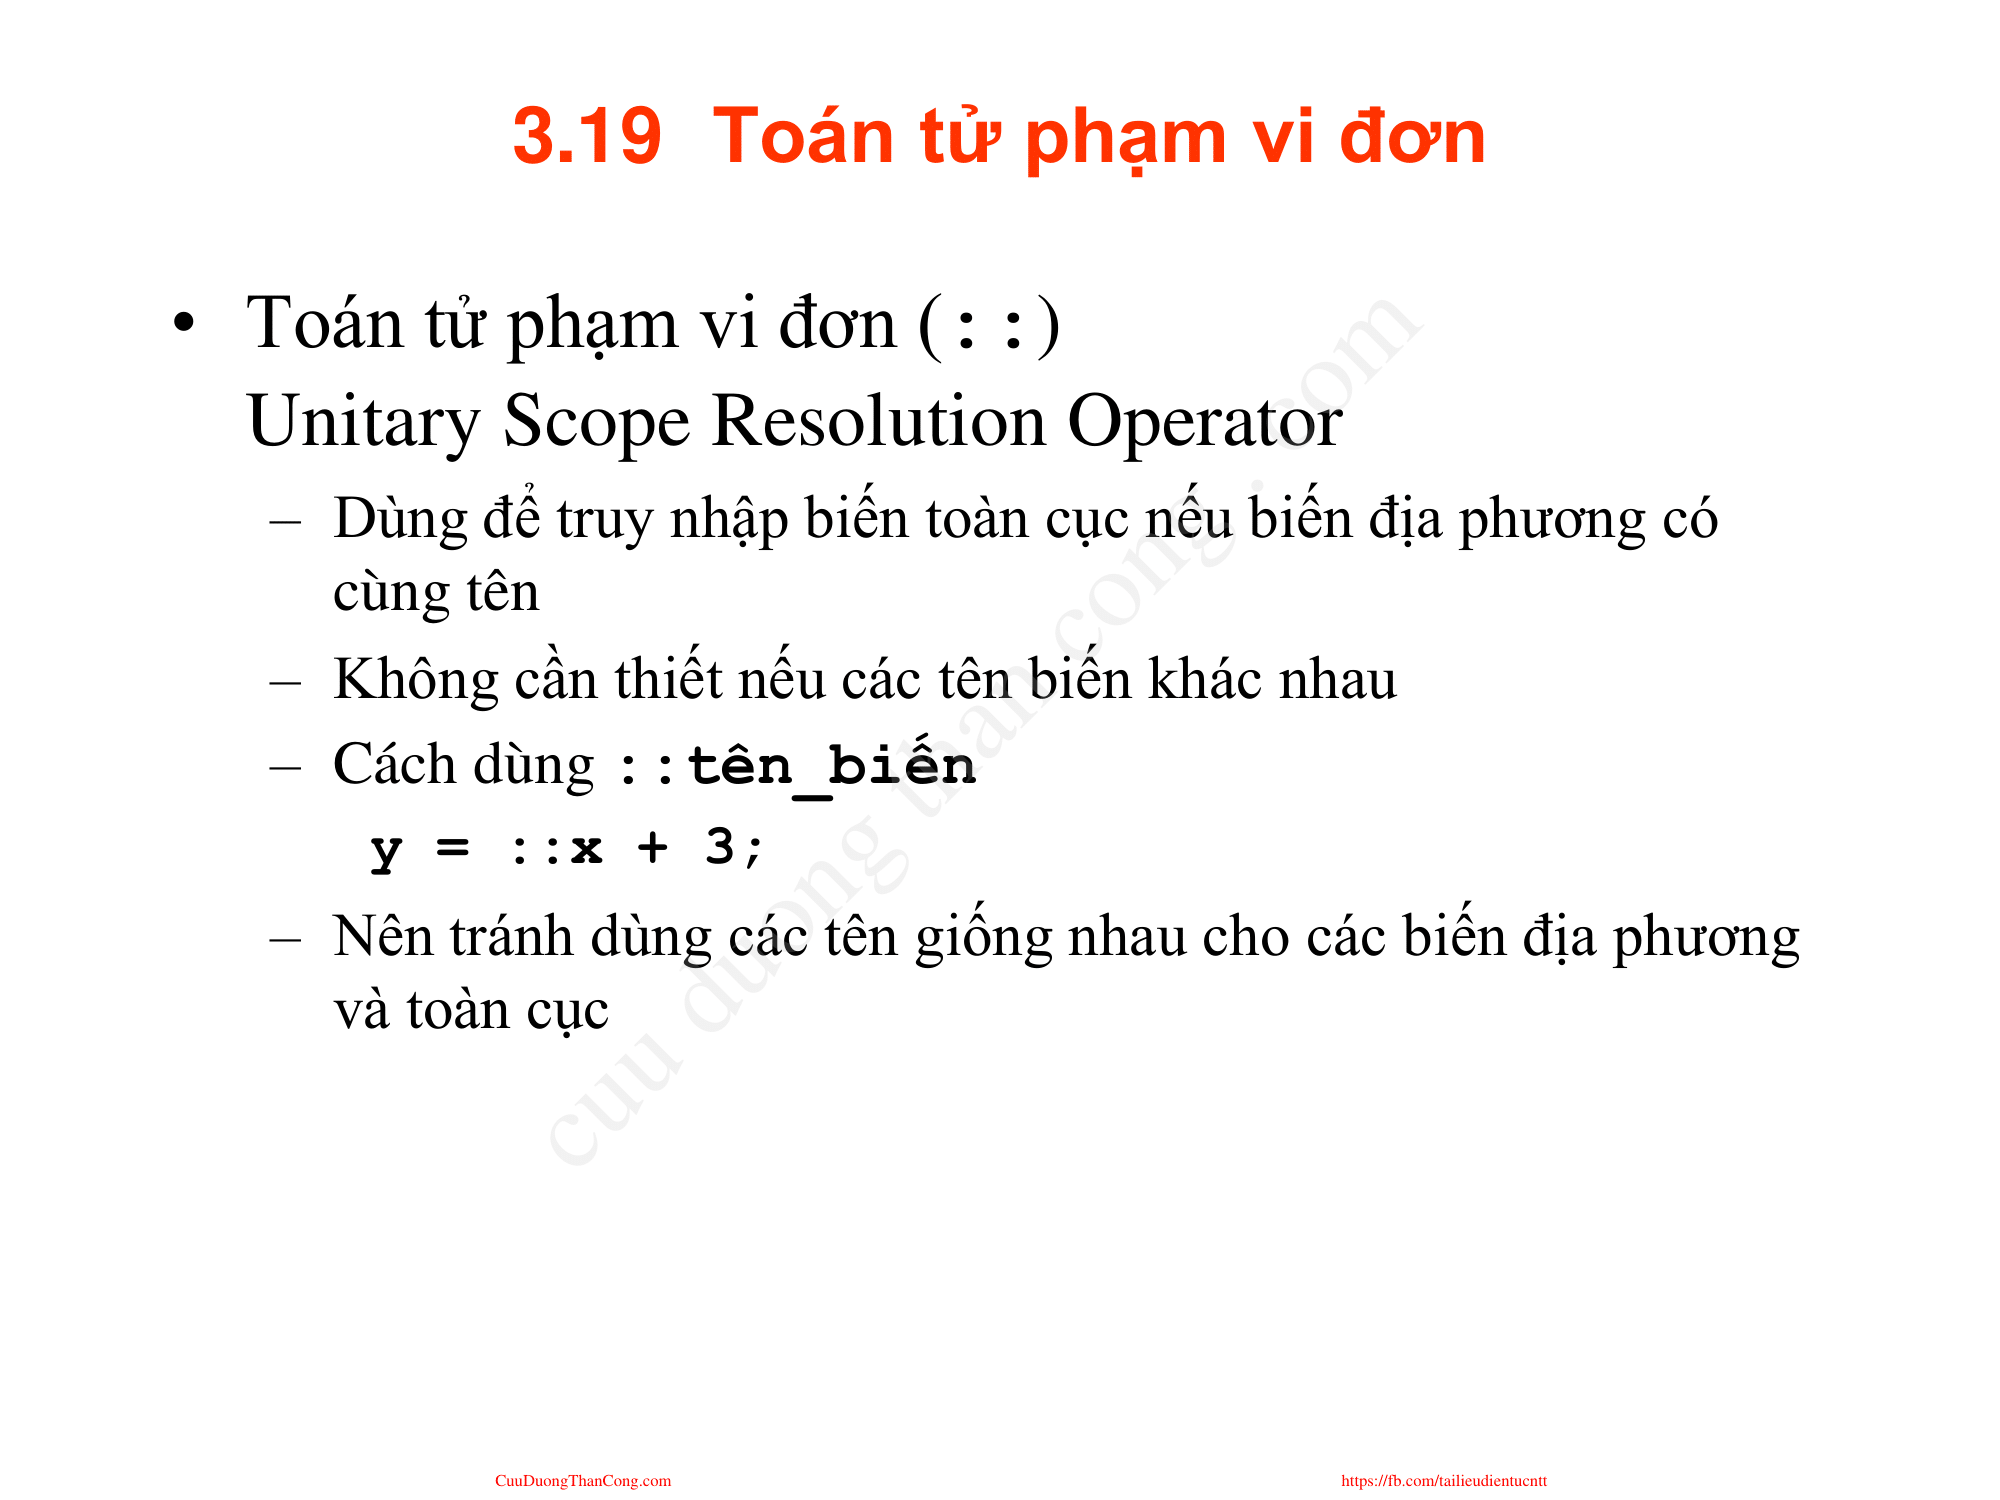 3.19 Toán tử phạm vi đơn
• Toán tử phạm vi đơn (::)
Unitary Scope Resolution Operator
– Dùng để truy nhập biến toàn cục nếu biến địa phương có
cùng tên
– Không cần thiết nếu các tên biến khác nhau
– Cách dùng ::tên_biến
y = ::x + 3;
– Nên tránh dùng các tên giống nhau cho các biến địa phương
và toàn cục
cuu duong than cong . com
CuuDuongThanCong.com
https://fb.com/tailieudientucntt